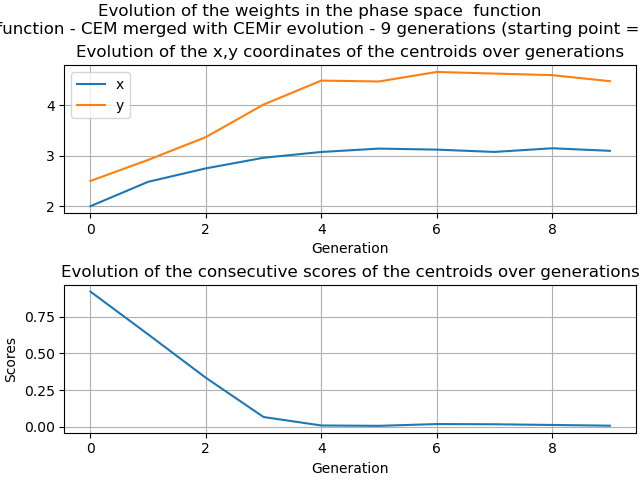 Evolution of the weights in the phase space function
function - CEM merged with CEMir evolution - 9 generations (starting point =
Evolution of the x,y coordinates of the centroids over generations
x
y
4
3
2
0 2 4 6 8
Generation
Evolution of the consecutive scores of the centroids over generations
Scores
0.75
0.50
0.25
0.00
0 2 4 6 8
Generation